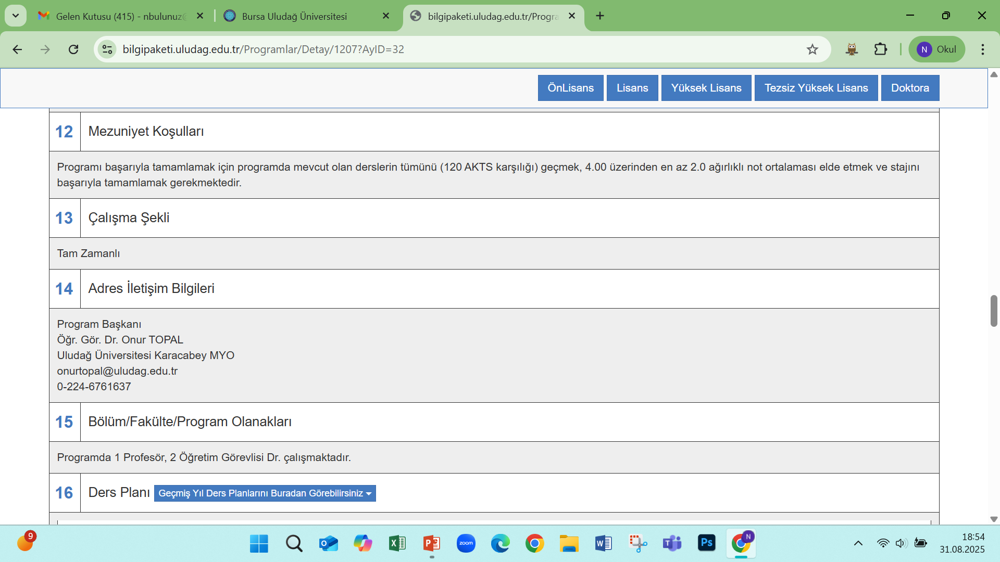 Gelen Kutusu (415) - nbulunuz@
Bursa Uludağ Üniversitesi
bilgipaketi.uludag.edu.tr/Progra
bilgipaketi.uludag.edu.tr/Programlar/Detay/1207?AyID=32
N Okul
ÖnLisans Lisans Yüksek Lisans Tezsiz Yüksek Lisans Doktora
12 Mezuniyet Koşulları
Programı başarıyla tamamlamak için programda mevcut olan derslerin tümünü (120 AKTS karşılığı) geçmek, 4.00 üzerinden en az 2.0 ağırlıklı not ortalaması elde etmek ve stajını
başarıyla tamamlamak gerekmektedir.
13 Çalışma Şekli
Tam Zamanlı
14 Adres İletişim Bilgileri
Program Başkanı
Öğr. Gör. Dr. Onur TOPAL
Uludağ Üniversitesi Karacabey MYO
onurtopal@uludag.edu.tr
0-224-6761637
15 Bölüm/Fakülte/Program Olanakları
Programda 1 Profesör, 2 Öğretim Görevlisi Dr. çalışmaktadır.
16 Ders Planı Geçmiş Yıl Ders Planlarını Buradan Görebilirsiniz
9
zoom
Ps
N
18:54
31.08.2025